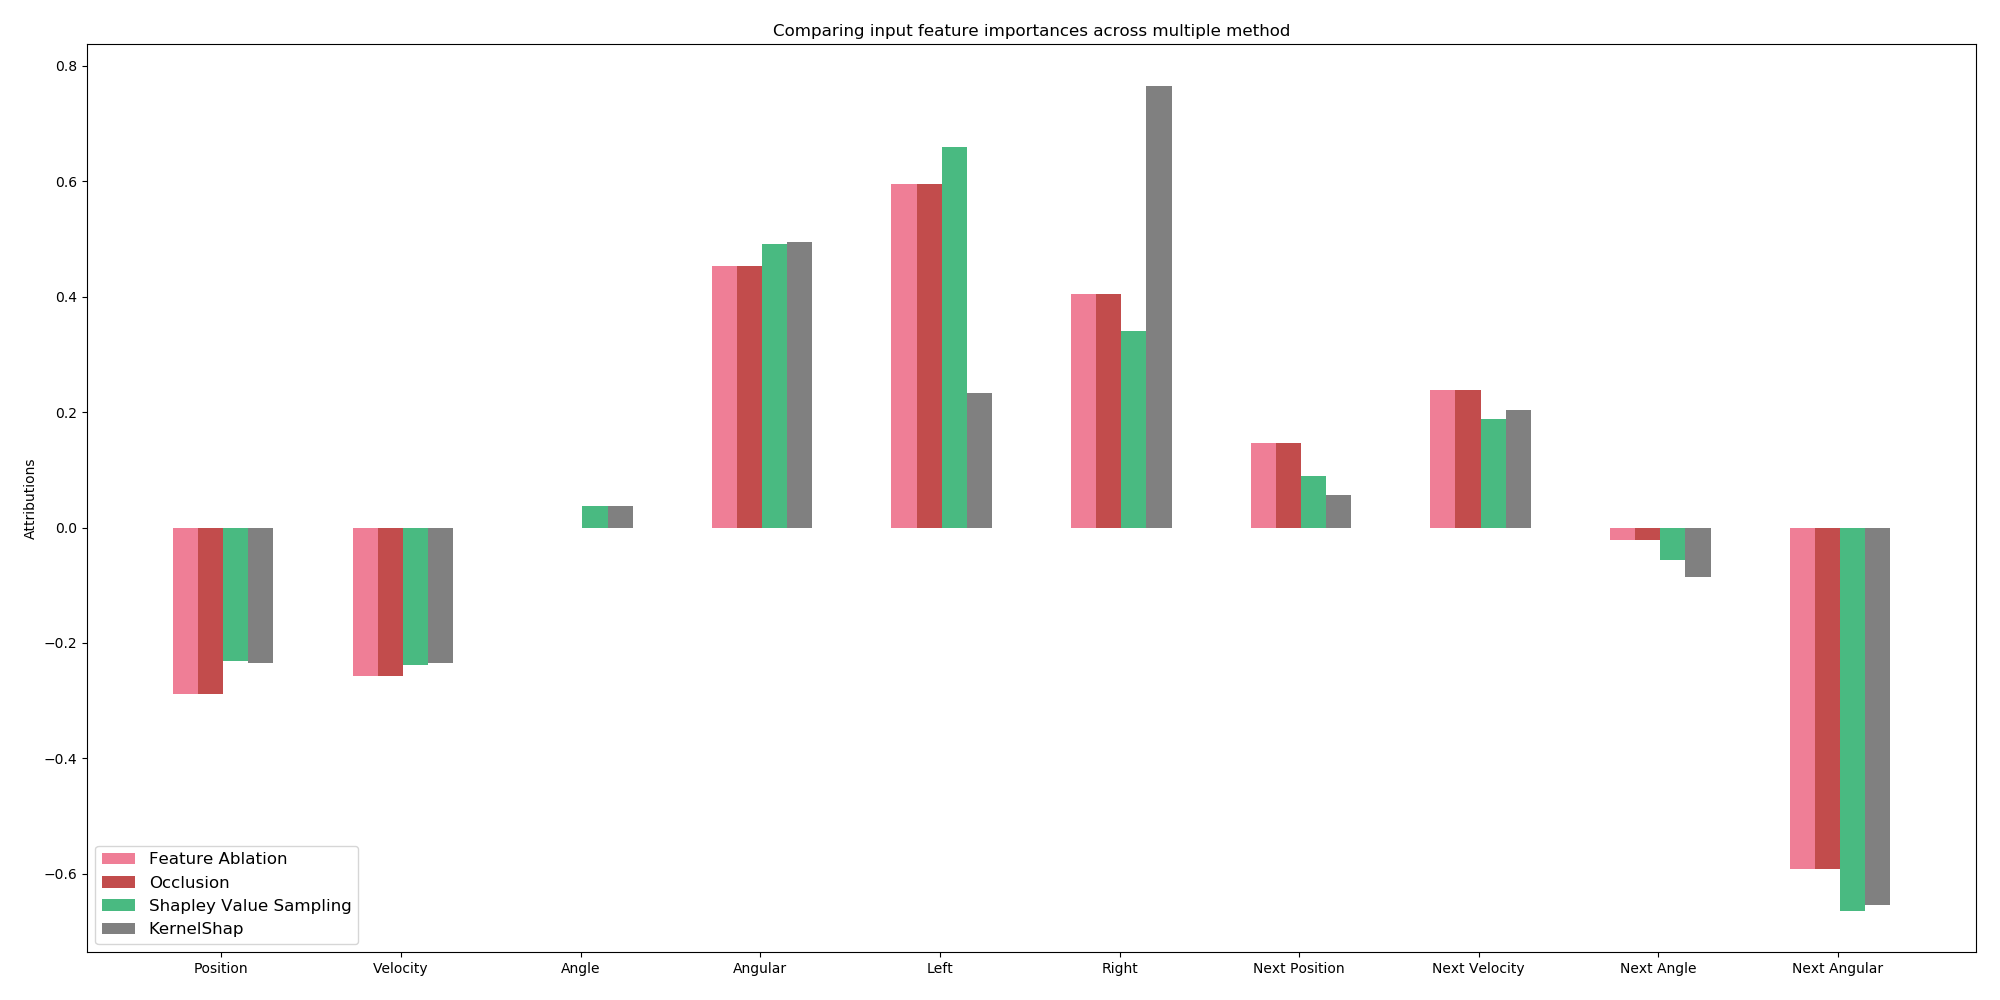 Comparing input feature importances across multiple method
0.8
0.6
0.4
0.2
0.0
−0.2
−0.4
−0.6
Attributions
Feature Ablation
Occlusion
Shapley Value Sampling
KernelShap
Position Velocity Angle Angular Left Right Next Position Next Velocity Next Angle Next Angular